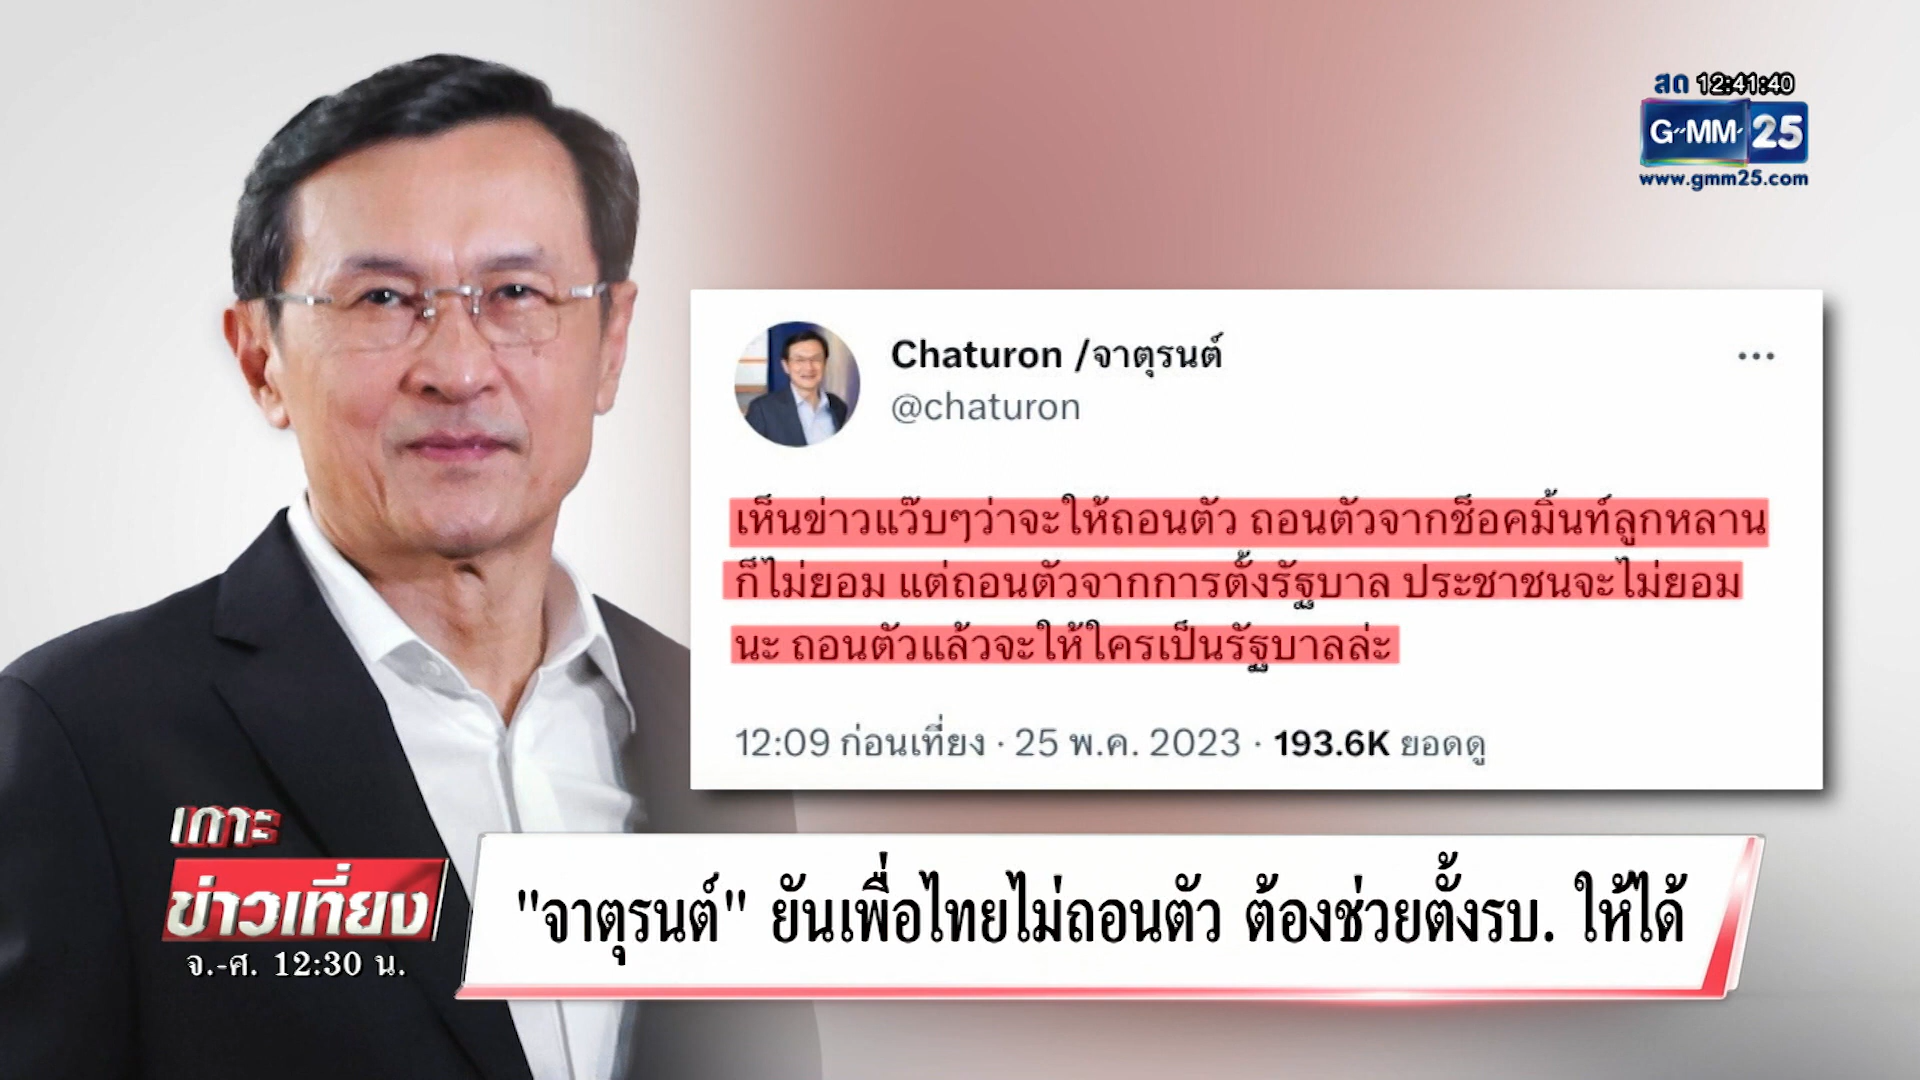 สด 12:41:40
GMM 25
www.gmm25.com
Chaturon /จาตุรนต์
@chaturon
เห็นข่าวแว๊บๆว่าจะให้ถอนตัว ถอนตัวจากช็อคมิ้นท์ลูกหลาน
ก็ไม่ยอม แต่ถอนตัวจากการตั้งรัฐบาล ประชาชนจะไม่ยอม
นะ ถอนตัวแล้วจะให้ใครเป็นรัฐบาลล่ะ
12:09 ก่อนเที่ยง · 25 พ.ค. 2023 · 193.6K ยอดดู
เกาะ
ข่าวเที่ยง
จ.-ศ. 12:30 น.
"จาตุรนต์" ยันเพื่อไทยไม่ถอนตัว ต้องช่วยตั้งรบ. ให้ได้